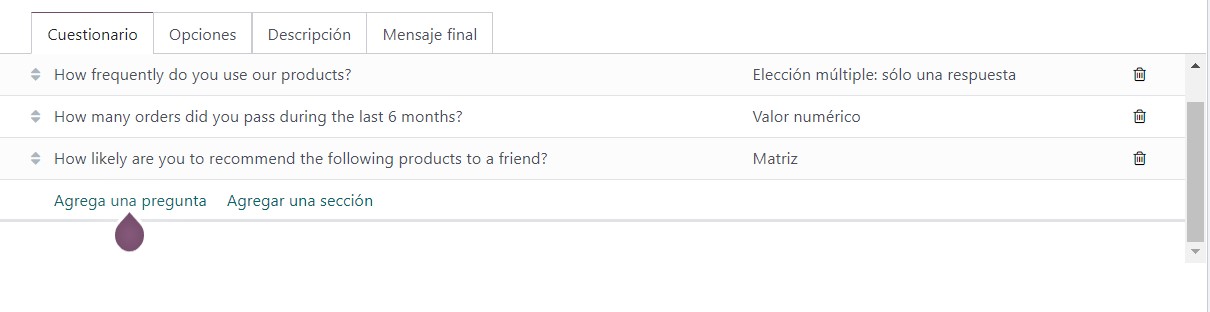 Cuestionario Opciones Descripción Mensaje final
How frequently do you use our products? Elección múltiple: sólo una respuesta
How many orders did you pass during the last 6 months? Valor numérico
How likely are you to recommend the following products to a friend? Matriz
Agrega una pregunta Agregar una sección